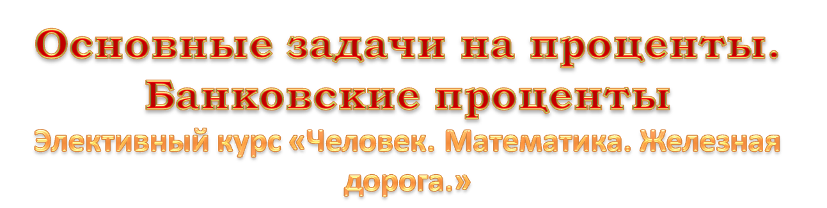 Основные задачи на проценты.
Банковские проценты
Элективный курс «Человек. Математика. Железная
дорога.»